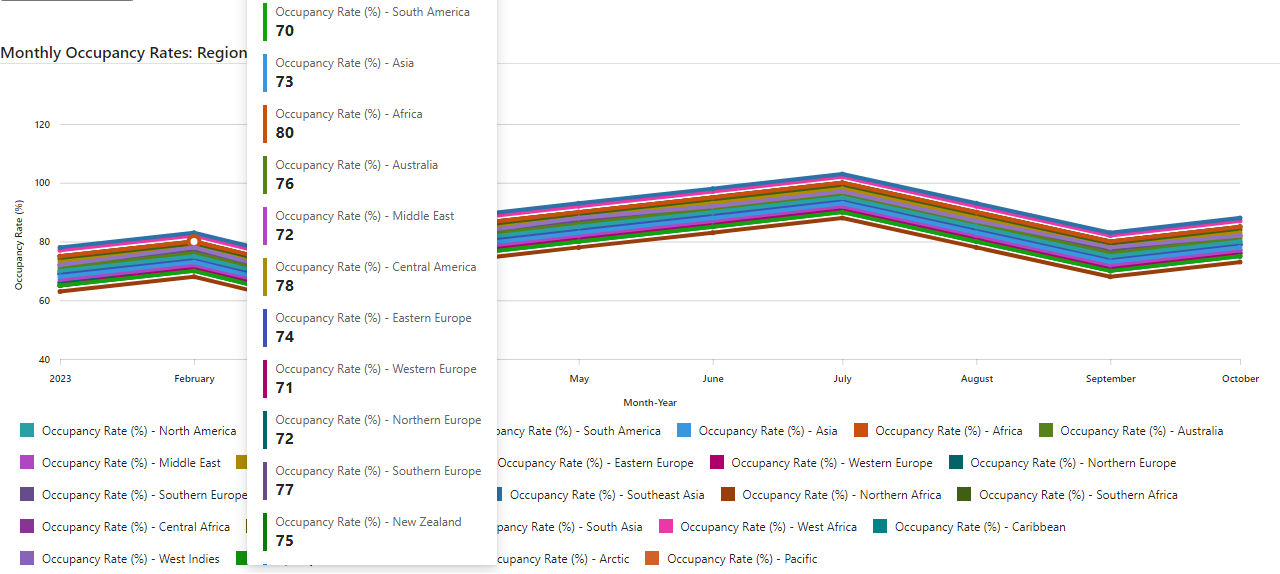 Occupancy Rate (%) - South America
70
Monthly Occupancy Rates: Region
Occupancy Rate (%) - Asia
73
Occupancy Rate (%) - Africa
80
Occupancy Rate (%) - Australia
76
Occupancy Rate (%) - Middle East
72
Occupancy Rate (%) - Central America
78
Occupancy Rate (%) - Eastern Europe
74
Occupancy Rate (%) - Western Europe
71
Occupancy Rate (%) - Northern Europe
72
Occupancy Rate (%) - Southern Europe
77
Occupancy Rate (%) - New Zealand
75
Occupancy Rate (%)
120
100
80
60
40
2023 February May June July August September October
Month-Year
Occupancy Rate (%) - North America pancy Rate (%) - South America Occupancy Rate (%) - Asia Occupancy Rate (%) - Africa Occupancy Rate (%) - Australia
Occupancy Rate (%) - Middle East Occupancy Rate (%) - Eastern Europe Occupancy Rate (%) - Western Europe Occupancy Rate (%) - Northern Europe
Occupancy Rate (%) - Southern Europe Occupancy Rate (%) - Southeast Asia Occupancy Rate (%) - Northern Africa Occupancy Rate (%) - Southern Africa
Occupancy Rate (%) - Central Africa pancy Rate (%) - South Asia Occupancy Rate (%) - West Africa Occupancy Rate (%) - Caribbean
Occupancy Rate (%) - West Indies cupancy Rate (%) - Arctic Occupancy Rate (%) - Pacific